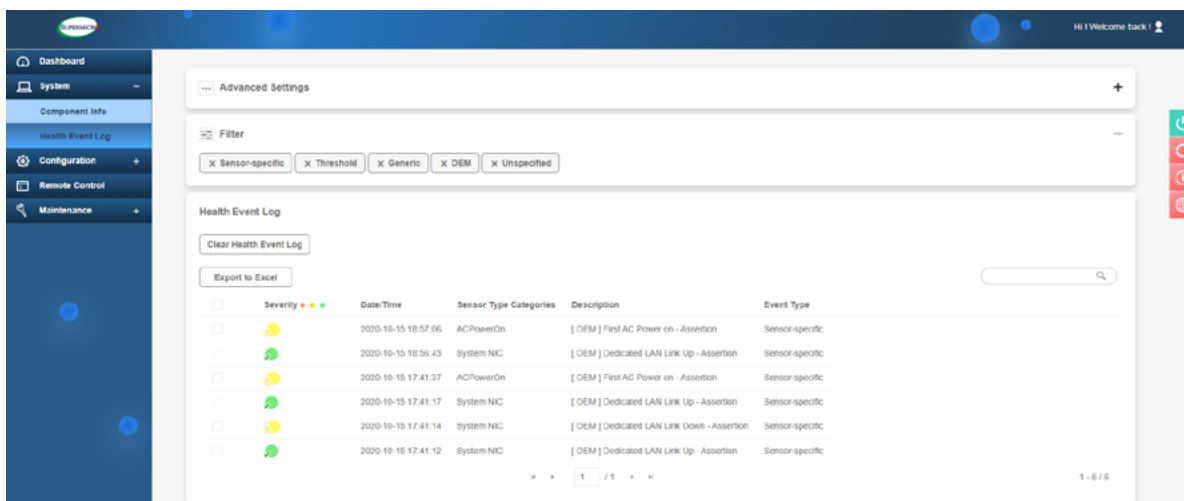 SUPERMICR
Hi ! Welcome back !
Dashboard
System −
Component Info
Health Event Log
Configuration +
Remote Control
Maintenance +
Advanced Settings +
Filter −
X Sensor-specific X Threshold X Generic X OEM X Unspecified
Health Event Log
Clear Health Event Log
Export to Excel
Severity Date/Time Sensor Type Categories Description Event Type
2020-10-15 18:57:06 ACPowerOn [ OEM ] First AC Power on - Assertion Sensor-specific
2020-10-15 18:56:43 System NIC [ OEM ] Dedicated LAN Link Up - Assertion Sensor-specific
2020-10-15 17:41:37 ACPowerOn [ OEM ] First AC Power on - Assertion Sensor-specific
2020-10-15 17:41:17 System NIC [ OEM ] Dedicated LAN Link Up - Assertion Sensor-specific
2020-10-15 17:41:14 System NIC [ OEM ] Dedicated LAN Link Down - Assertion Sensor-specific
2020-10-15 17:41:12 System NIC [ OEM ] Dedicated LAN Link Up - Assertion Sensor-specific
1 / 1
1 - 6 / 6